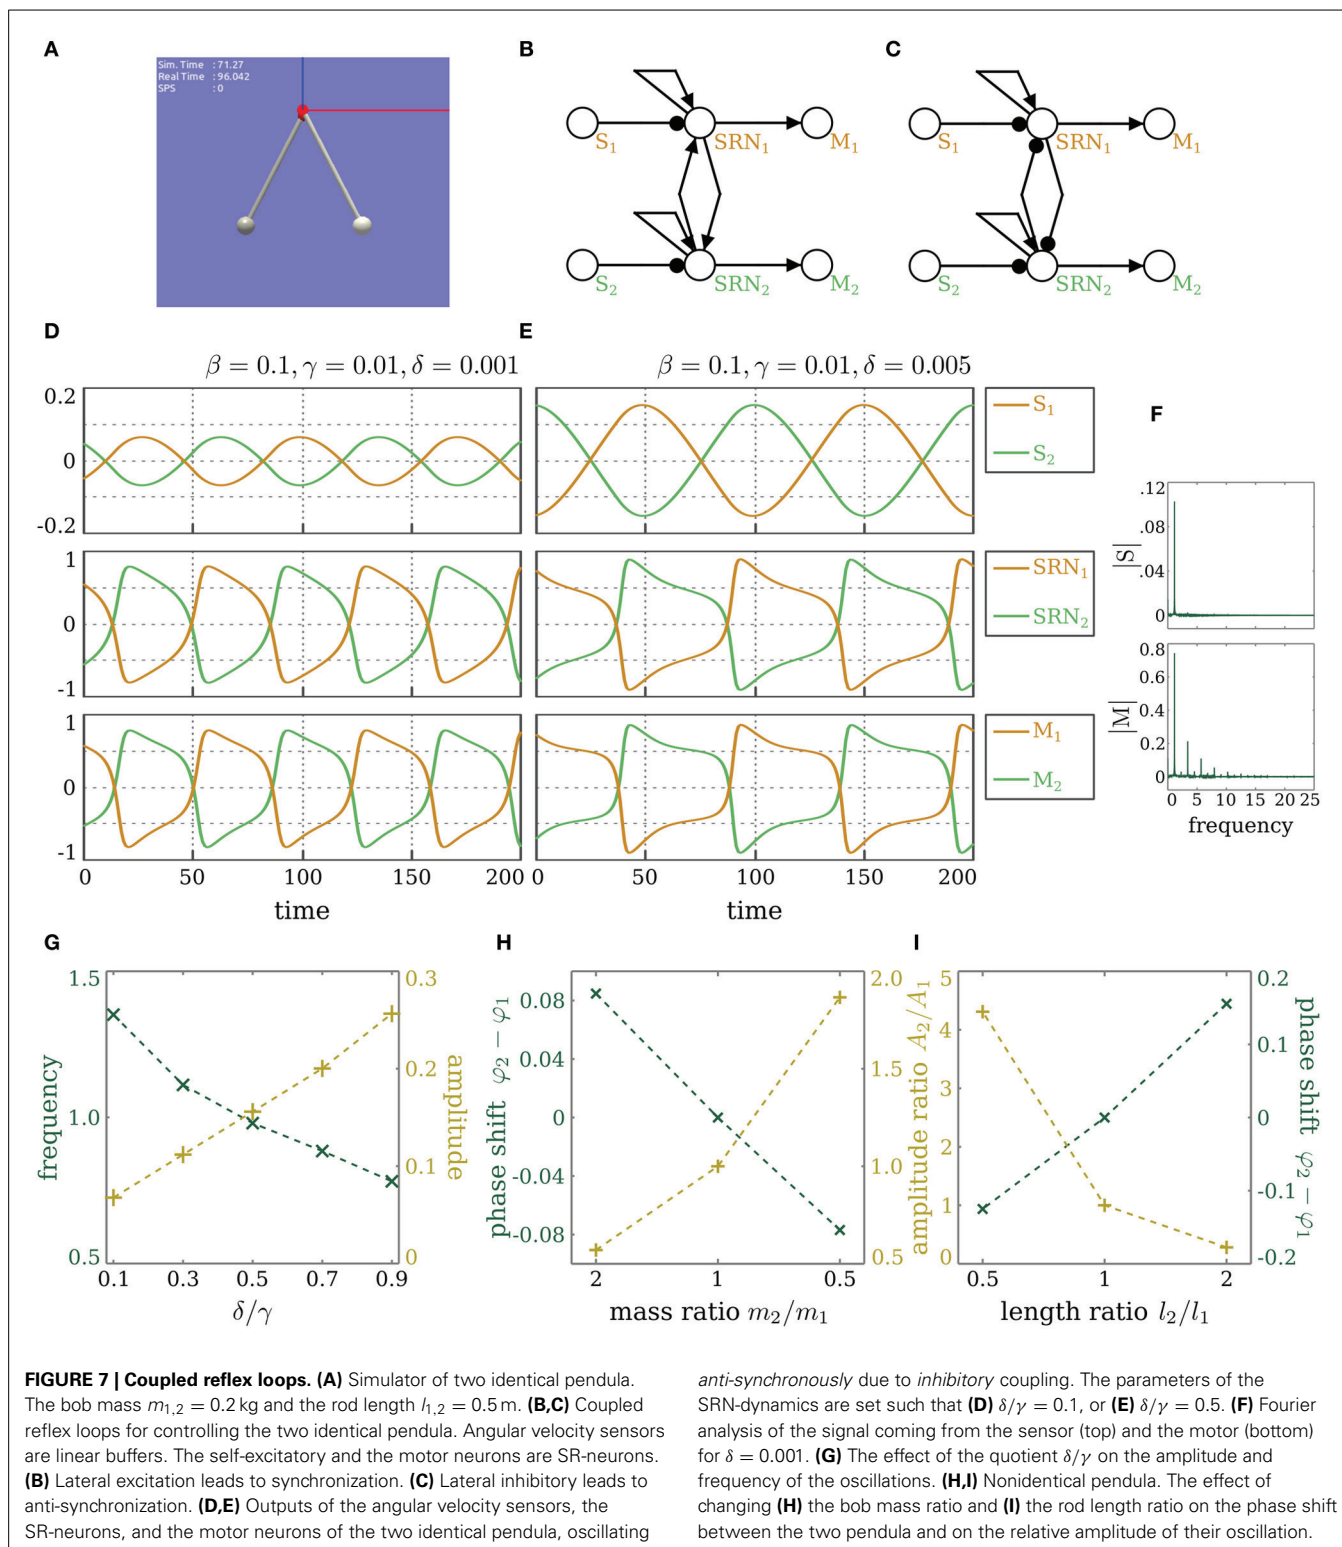 A
B
C
Sim. Time : 71.27
Real Time : 96.042
SPS : 0
S1 SRN1 M1
S2 SRN2 M2
S1 SRN1 M1
S2 SRN2 M2
D
E
β = 0.1, γ = 0.01, δ = 0.001
β = 0.1, γ = 0.01, δ = 0.005
0.2
0
-0.2
S1
S2
1
0
-1
SRN1
SRN2
1
0
-1
M1
M2
0 50 100 150 200
time
0 50 100 150 200
time
F
.12
.08
.04
0
|S|
0.8
0.6
0.4
0.2
0
|M|
0 5 10 15 20 25
frequency
G
1.5
1.0
0.5
frequency
0.3
0.2
0.1
0
amplitude
0.1 0.3 0.5 0.7 0.9
δ/γ
H
0.08
0.04
0
-0.04
-0.08
phase shift φ2 − φ1
2.0
1.5
1.0
0.5
2 1 0.5
mass ratio m2/m1
I
amplitude ratio A2/A1
5
4
3
2
1
0
0.2
0.1
0
-0.1
-0.2
phase shift φ2 − φ1
0.5 1 2
length ratio l2/l1
FIGURE 7 | Coupled reflex loops. (A) Simulator of two identical pendula.
The bob mass m1,2 = 0.2 kg and the rod length l1,2 = 0.5 m. (B,C) Coupled
reflex loops for controlling the two identical pendula. Angular velocity sensors
are linear buffers. The self-excitatory and the motor neurons are SR-neurons.
(B) Lateral excitation leads to synchronization. (C) Lateral inhibitory leads to
anti-synchronization. (D,E) Outputs of the angular velocity sensors, the
SR-neurons, and the motor neurons of the two identical pendula, oscillating
anti-synchronously due to inhibitory coupling. The parameters of the
SRN-dynamics are set such that (D) δ/γ = 0.1, or (E) δ/γ = 0.5. (F) Fourier
analysis of the signal coming from the sensor (top) and the motor (bottom)
for δ = 0.001. (G) The effect of the quotient δ/γ on the amplitude and
frequency of the oscillations. (H,I) Nonidentical pendula. The effect of
changing (H) the bob mass ratio and (I) the rod length ratio on the phase shift
between the two pendula and on the relative amplitude of their oscillation.